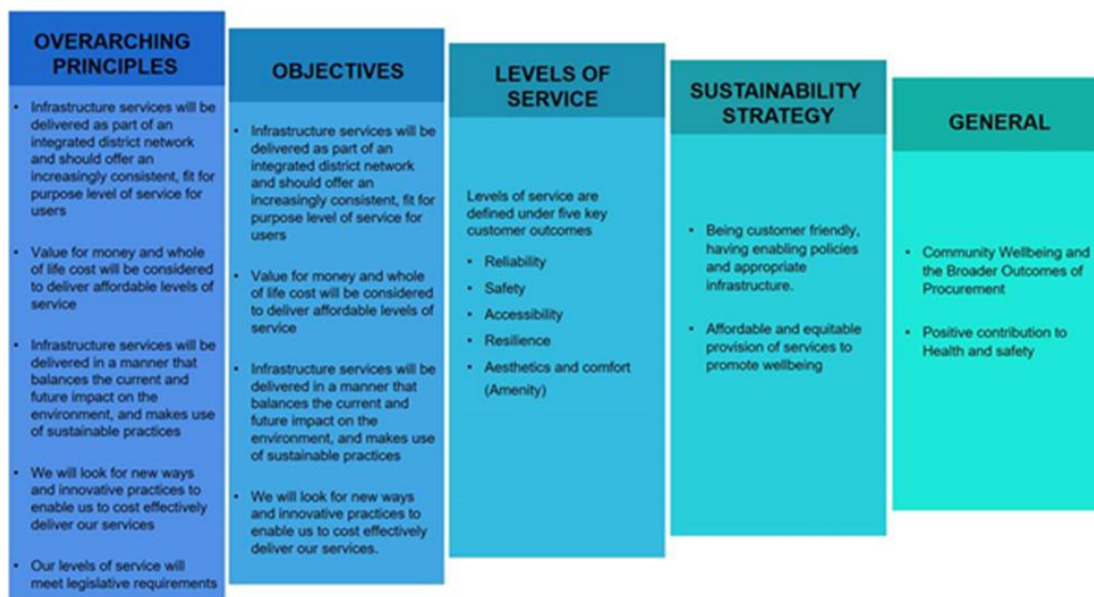 OVERARCHING
PRINCIPLES
• Infrastructure services will be
delivered as part of an
integrated district network
and should offer an
increasingly consistent, fit for
purpose level of service for
users
• Value for money and whole
of life cost will be considered
to deliver affordable levels of
service
• Infrastructure services will be
delivered in a manner that
balances the current and
future impact on the
environment, and makes use
of sustainable practices
• We will look for new ways
and innovative practices to
enable us to cost effectively
deliver our services
• Our levels of service will
meet legislative requirements
OBJECTIVES
• Infrastructure services will be
delivered as part of an
integrated district network
and should offer an
increasingly consistent, fit for
purpose level of service for
users
• Value for money and whole
of life cost will be considered
to deliver affordable levels of
service
• Infrastructure services will be
delivered in a manner that
balances the current and
future impact on the
environment, and makes use
of sustainable practices
• We will look for new ways
and innovative practices to
enable us to cost effectively
deliver our services.
LEVELS OF
SERVICE
Levels of service are
defined under five key
customer outcomes
• Reliability
• Safety
• Accessibility
• Resilience
• Aesthetics and comfort
(Amenity)
SUSTAINABILITY
STRATEGY
• Being customer friendly,
having enabling policies
and appropriate
infrastructure.
• Affordable and equitable
provision of services to
promote wellbeing
GENERAL
• Community Wellbeing and
the Broader Outcomes of
Procurement
• Positive contribution to
Health and safety